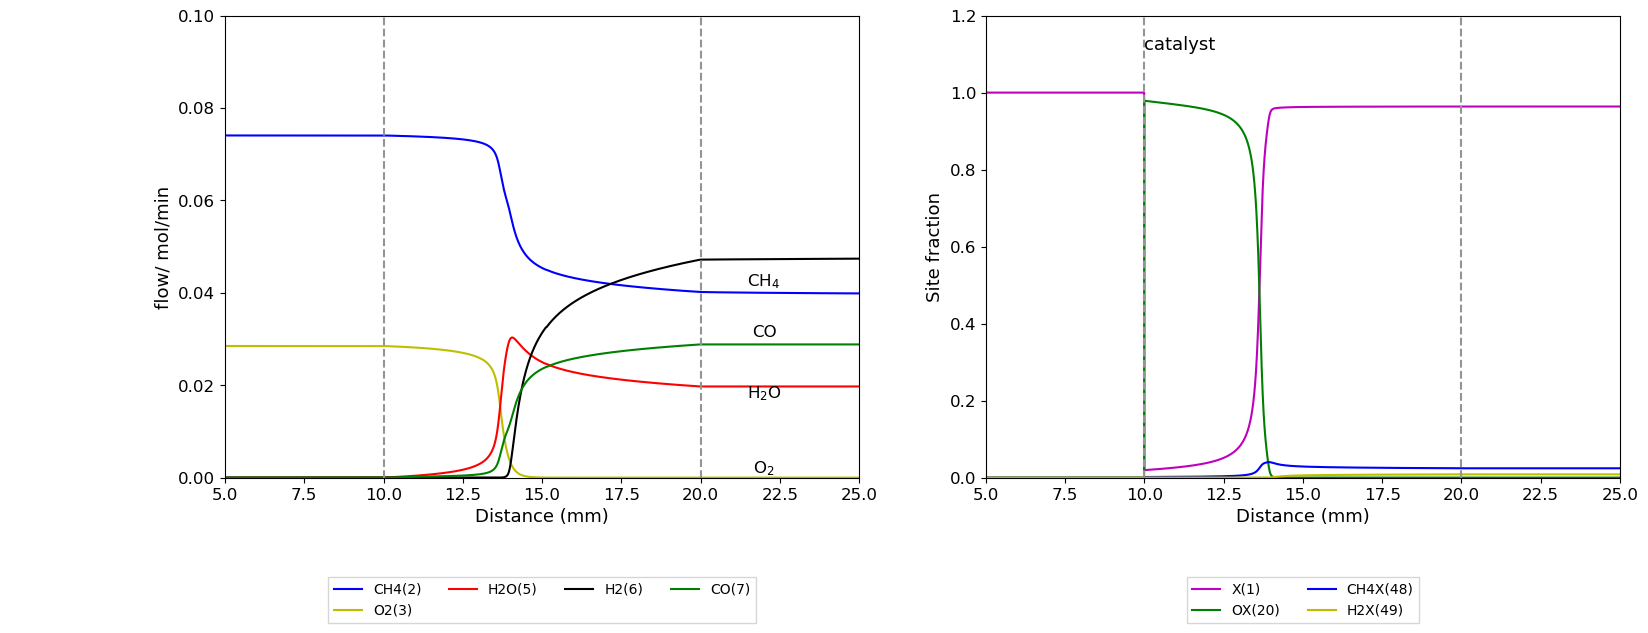 0.10
0.08
0.06
0.04
0.02
0.00
flow/ mol/min
CH4
CO
H2O
O2
5.0 7.5 10.0 12.5 15.0 17.5 20.0 22.5 25.0
Distance (mm)
CH4(2) H2O(5) H2(6) CO(7)
O2(3)
1.2
1.0
0.8
0.6
0.4
0.2
0.0
Site fraction
catalyst
5.0 7.5 10.0 12.5 15.0 17.5 20.0 22.5 25.0
Distance (mm)
X(1) CH4X(48)
OX(20) H2X(49)